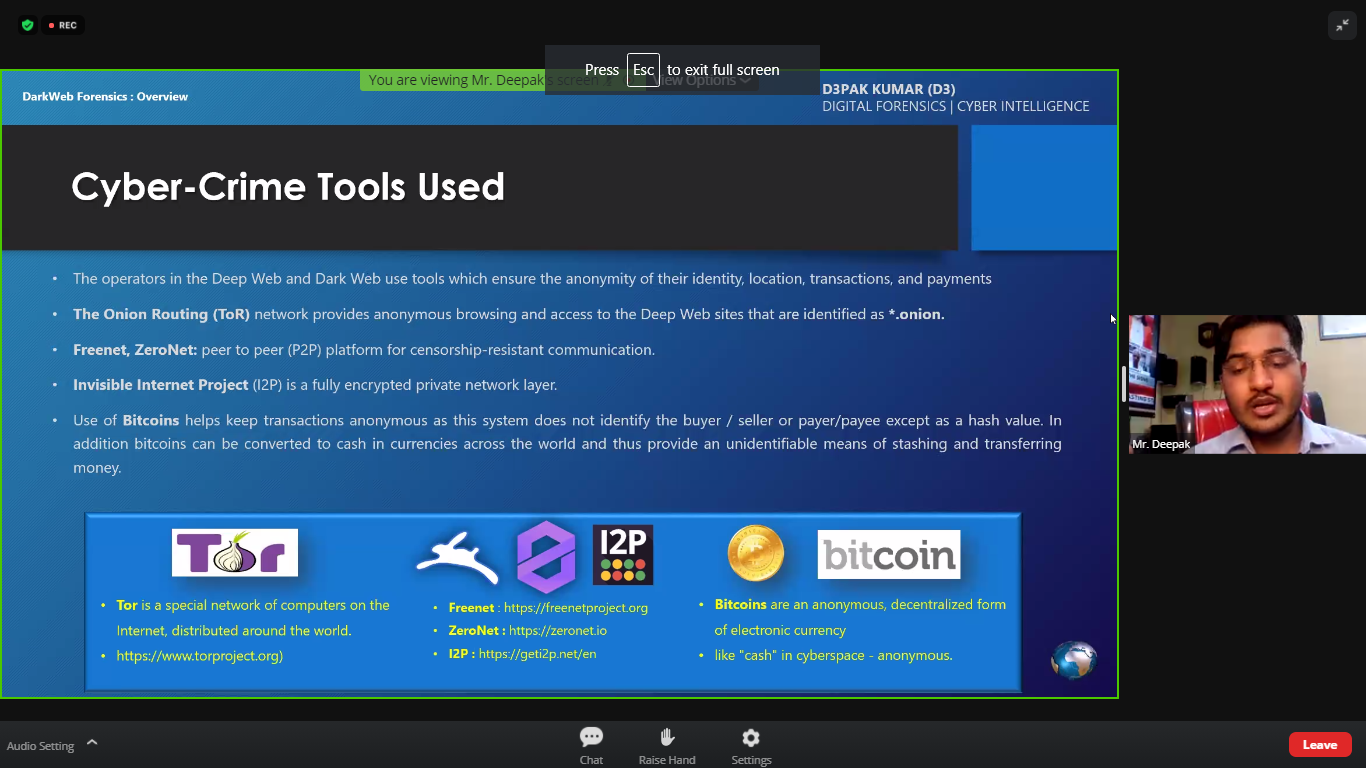 REC
Press Esc to exit full screen
You are viewing Mr. Deepak's screen
View Options
DarkWeb Forensics : Overview
D3PAK KUMAR (D3)
DIGITAL FORENSICS | CYBER INTELLIGENCE
Cyber-Crime Tools Used
• The operators in the Deep Web and Dark Web use tools which ensure the anonymity of their identity, location, transactions, and payments
• The Onion Routing (ToR) network provides anonymous browsing and access to the Deep Web sites that are identified as *.onion.
• Freenet, ZeroNet: peer to peer (P2P) platform for censorship-resistant communication.
• Invisible Internet Project (I2P) is a fully encrypted private network layer.
• Use of Bitcoins helps keep transactions anonymous as this system does not identify the buyer / seller or payer/payee except as a hash value. In
addition bitcoins can be converted to cash in currencies across the world and thus provide an unidentifiable means of stashing and transferring
money.
Tor
• Tor is a special network of computers on the
Internet, distributed around the world.
• https://www.torproject.org)
I2P
• Freenet : https://freenetproject.org
• ZeroNet : https://zeronet.io
• I2P : https://geti2p.net/en
bitcoin
• Bitcoins are an anonymous, decentralized form
of electronic currency
• like "cash" in cyberspace - anonymous.
Mr. Deepak
Audio Setting
Chat
Raise Hand
Settings
Leave